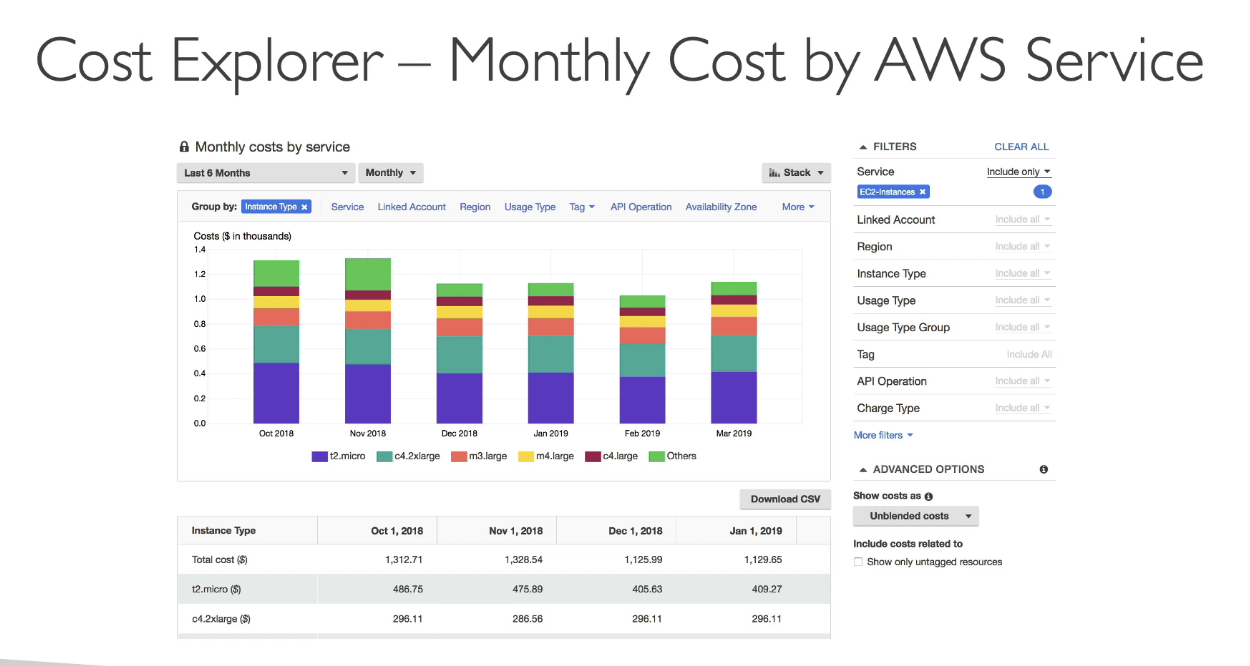 Cost Explorer – Monthly Cost by AWS Service
Monthly costs by service
Last 6 Months Monthly Stack
Group by: Instance Type × Service Linked Account Region Usage Type Tag API Operation Availability Zone More
Costs ($ in thousands)
1.4
1.2
1.0
0.8
0.6
0.4
0.2
0.0
Oct 2018 Nov 2018 Dec 2018 Jan 2019 Feb 2019 Mar 2019
t2.micro c4.2xlarge m3.large m4.large c4.large Others
Download CSV
Instance Type Oct 1, 2018 Nov 1, 2018 Dec 1, 2018 Jan 1, 2019
Total cost ($) 1,312.71 1,328.54 1,125.99 1,129.65
t2.micro ($) 486.75 475.89 405.63 409.27
c4.2xlarge ($) 296.11 286.56 296.11 296.11
FILTERS CLEAR ALL
Service Include only
EC2-Instances × 1
Linked Account Include all
Region Include all
Instance Type Include all
Usage Type Include all
Usage Type Group Include all
Tag Include All
API Operation Include all
Charge Type Include all
More filters
ADVANCED OPTIONS i
Show costs as i
Unblended costs
Include costs related to
Show only untagged resources